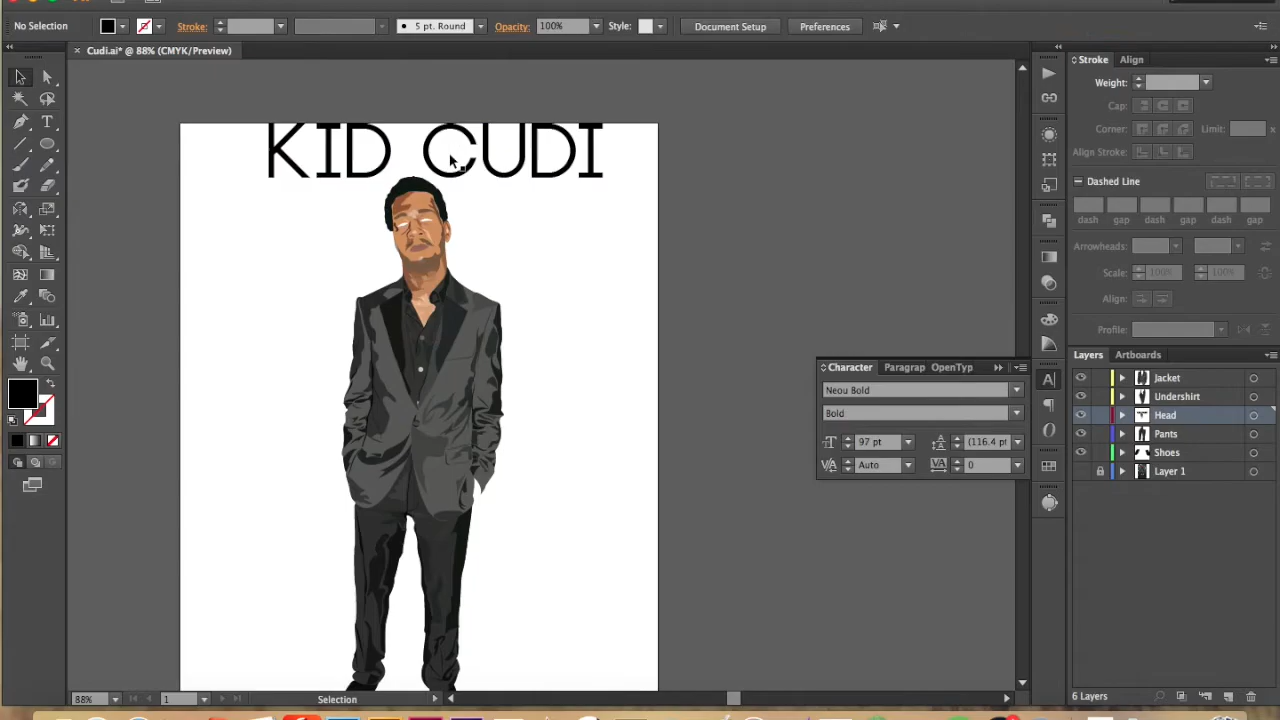 No Selection Stroke: 5 pt. Round Opacity: 100% Style: Document Setup Preferences
× Cudi.ai* @ 88% (CMYK/Preview)
KID CUDI
Stroke Align
Weight:
Cap:
Corner: Limit: x
Align Stroke:
Dashed Line
dash gap dash gap dash gap
Arrowheads:
Scale: 100% 100%
Align:
Profile:
Layers Artboards
Jacket
Undershirt
Head
Pants
Shoes
Layer 1
6 Layers
Character Paragrap OpenTyp
Neou Bold
Bold
97 pt (116.4 pt
Auto 0
88% 1 Selection